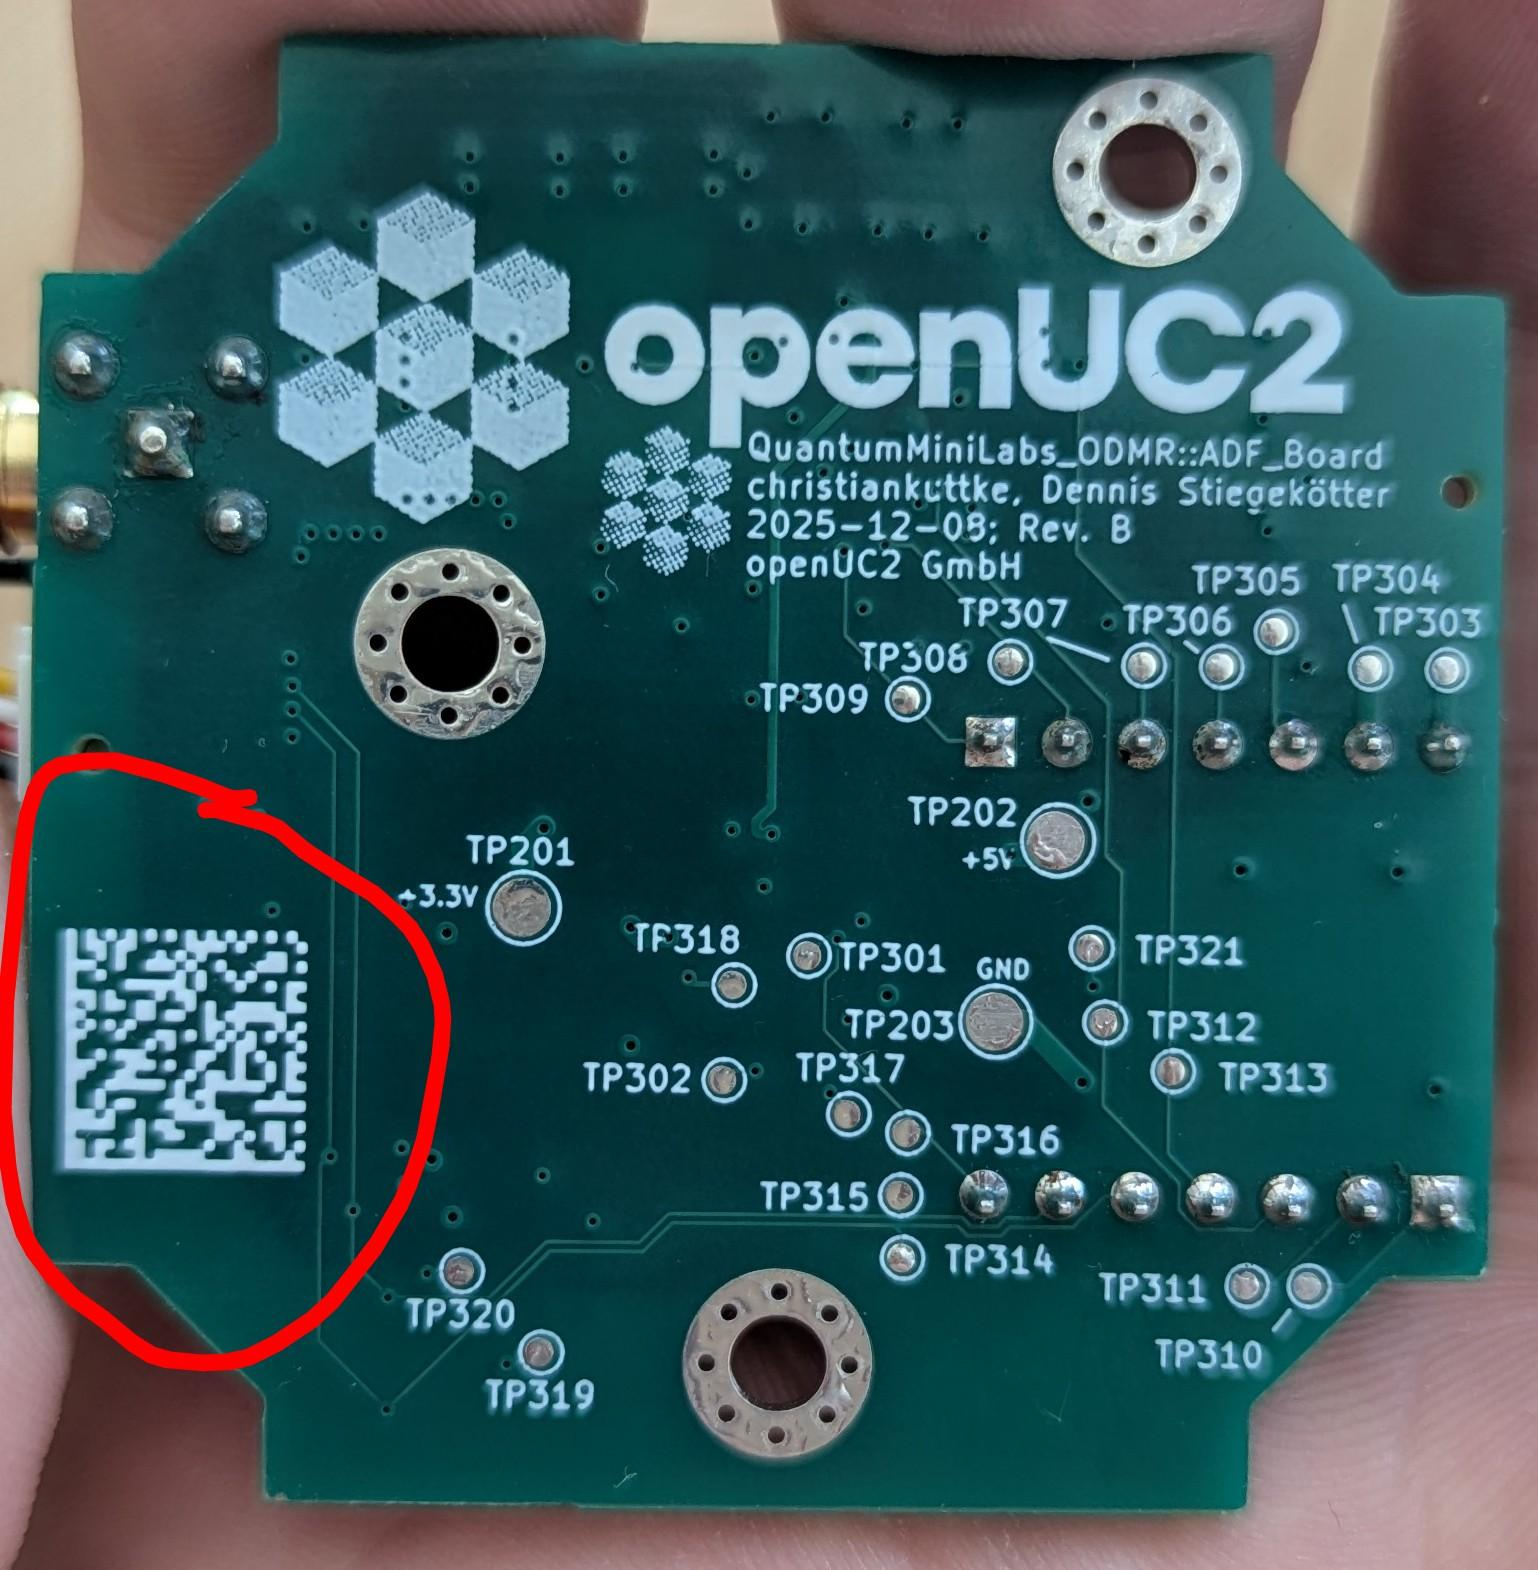 openUC2
QuantumMiniLabs_ODMR::ADF_Board
christiankuttke, Dennis Stiegekötter
2025-12-08; Rev. B
openUC2 GmbH
TP305 TP304
TP307 TP306 TP303
TP308
TP309
TP202
+5V
TP201
+3.3V
TP318 TP301 TP321
GND
TP203 TP312
TP302 TP317 TP313
TP316
TP315
TP314
TP311
TP320
TP310
TP319